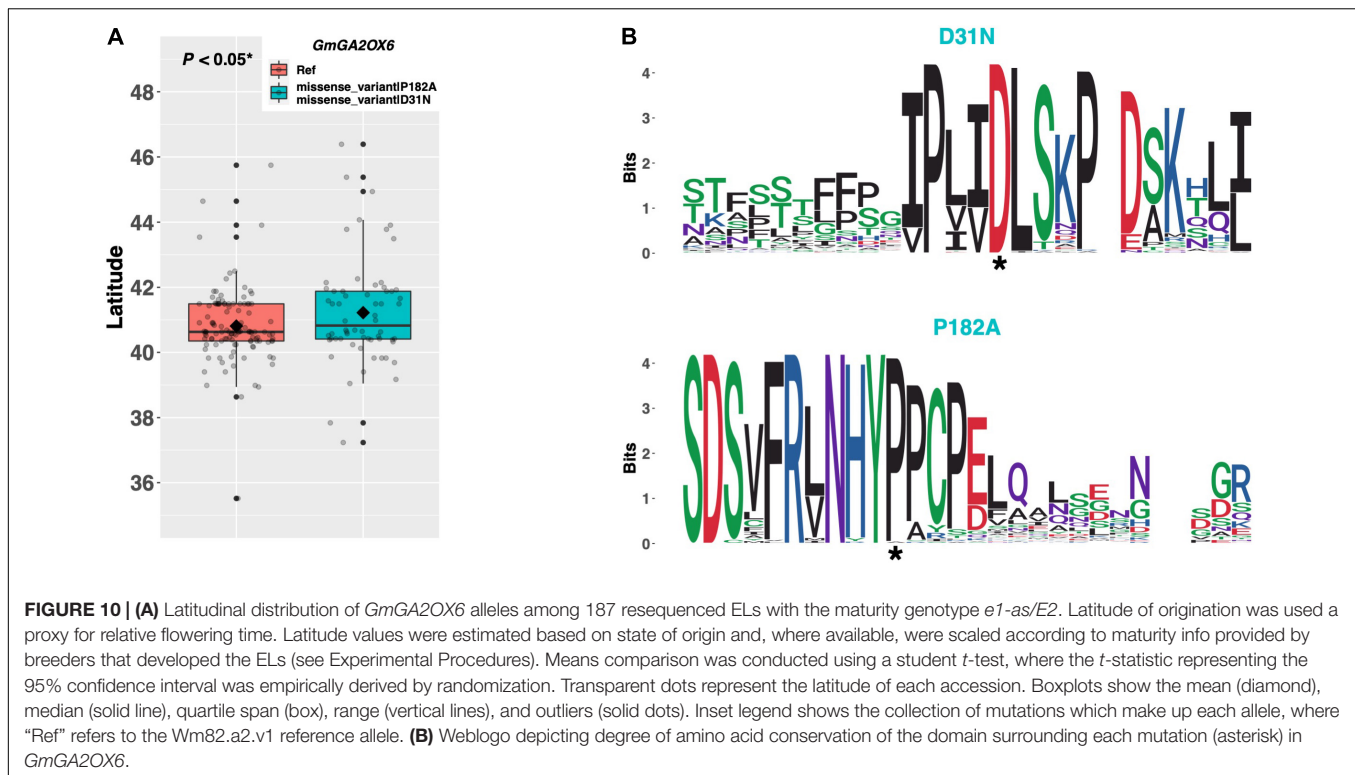 A
P < 0.05*
GmGA2OX6
Ref
missense_variant|P182A
missense_variant|D31N
Latitude
48
46
44
42
40
38
36
B
D31N
Bits
4
3
2
1
0
IPLIDLSKP DSKHLI
*
P182A
Bits
4
3
2
1
0
SDSVFRLNHYPPCPELQ
*
FIGURE 10 | (A) Latitudinal distribution of GmGA2OX6 alleles among 187 resequenced ELs with the maturity genotype e1-as/E2. Latitude of origination was used a
proxy for relative flowering time. Latitude values were estimated based on state of origin and, where available, were scaled according to maturity info provided by
breeders that developed the ELs (see Experimental Procedures). Means comparison was conducted using a student t-test, where the t-statistic representing the
95% confidence interval was empirically derived by randomization. Transparent dots represent the latitude of each accession. Boxplots show the mean (diamond),
median (solid line), quartile span (box), range (vertical lines), and outliers (solid dots). Inset legend shows the collection of mutations which make up each allele, where
“Ref” refers to the Wm82.a2.v1 reference allele. (B) Weblogo depicting degree of amino acid conservation of the domain surrounding each mutation (asterisk) in
GmGA2OX6.